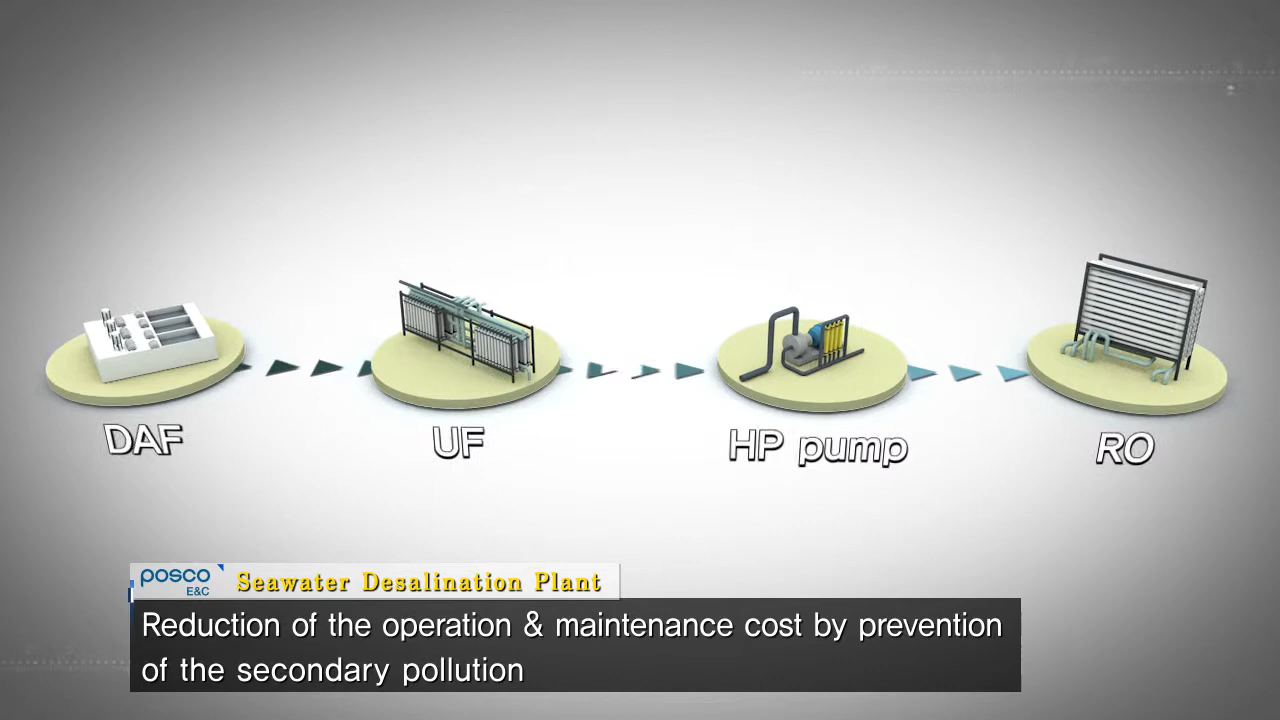 DAF
UF
HP pump
RO
posco
E&C
Seawater Desalination Plant
Reduction of the operation & maintenance cost by prevention
of the secondary pollution